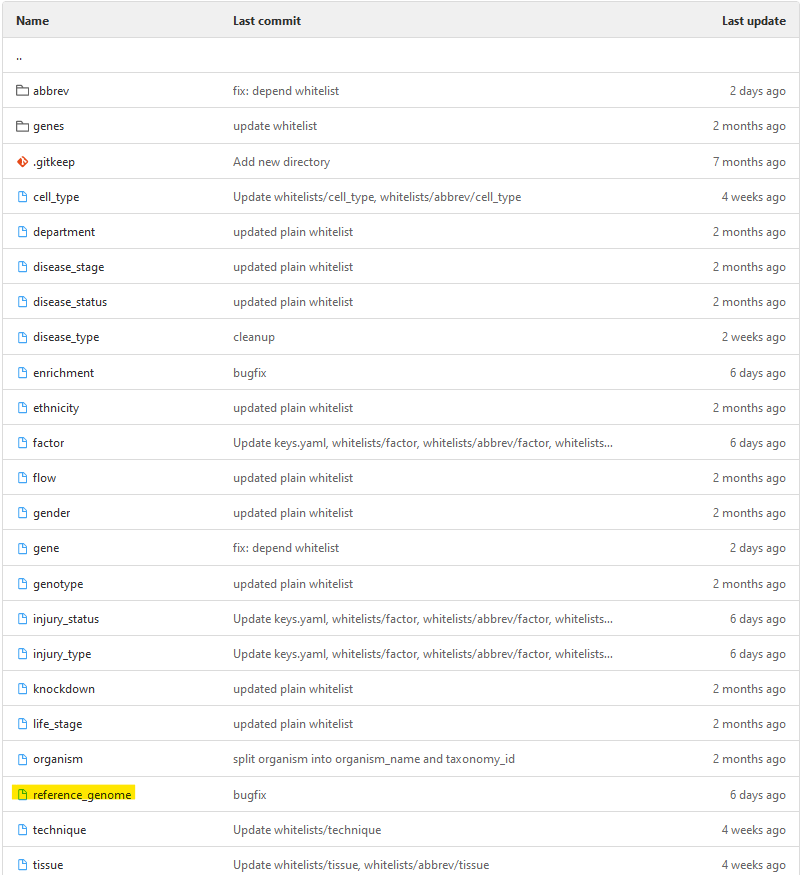 Name Last commit Last update
..
abbrev fix: depend whitelist 2 days ago
genes update whitelist 2 months ago
.gitkeep Add new directory 7 months ago
cell_type Update whitelists/cell_type, whitelists/abbrev/cell_type 4 weeks ago
department updated plain whitelist 2 months ago
disease_stage updated plain whitelist 2 months ago
disease_status updated plain whitelist 2 months ago
disease_type cleanup 2 weeks ago
enrichment bugfix 6 days ago
ethnicity updated plain whitelist 2 months ago
factor Update keys.yaml, whitelists/factor, whitelists/abbrev/factor, whitelists... 6 days ago
flow updated plain whitelist 2 months ago
gender updated plain whitelist 2 months ago
gene fix: depend whitelist 2 days ago
genotype updated plain whitelist 2 months ago
injury_status Update keys.yaml, whitelists/factor, whitelists/abbrev/factor, whitelists... 6 days ago
injury_type Update keys.yaml, whitelists/factor, whitelists/abbrev/factor, whitelists... 6 days ago
knockdown updated plain whitelist 2 months ago
life_stage updated plain whitelist 2 months ago
organism split organism into organism_name and taxonomy_id 2 months ago
reference_genome bugfix 6 days ago
technique Update whitelists/technique 4 weeks ago
tissue Update whitelists/tissue, whitelists/abbrev/tissue 4 weeks ago